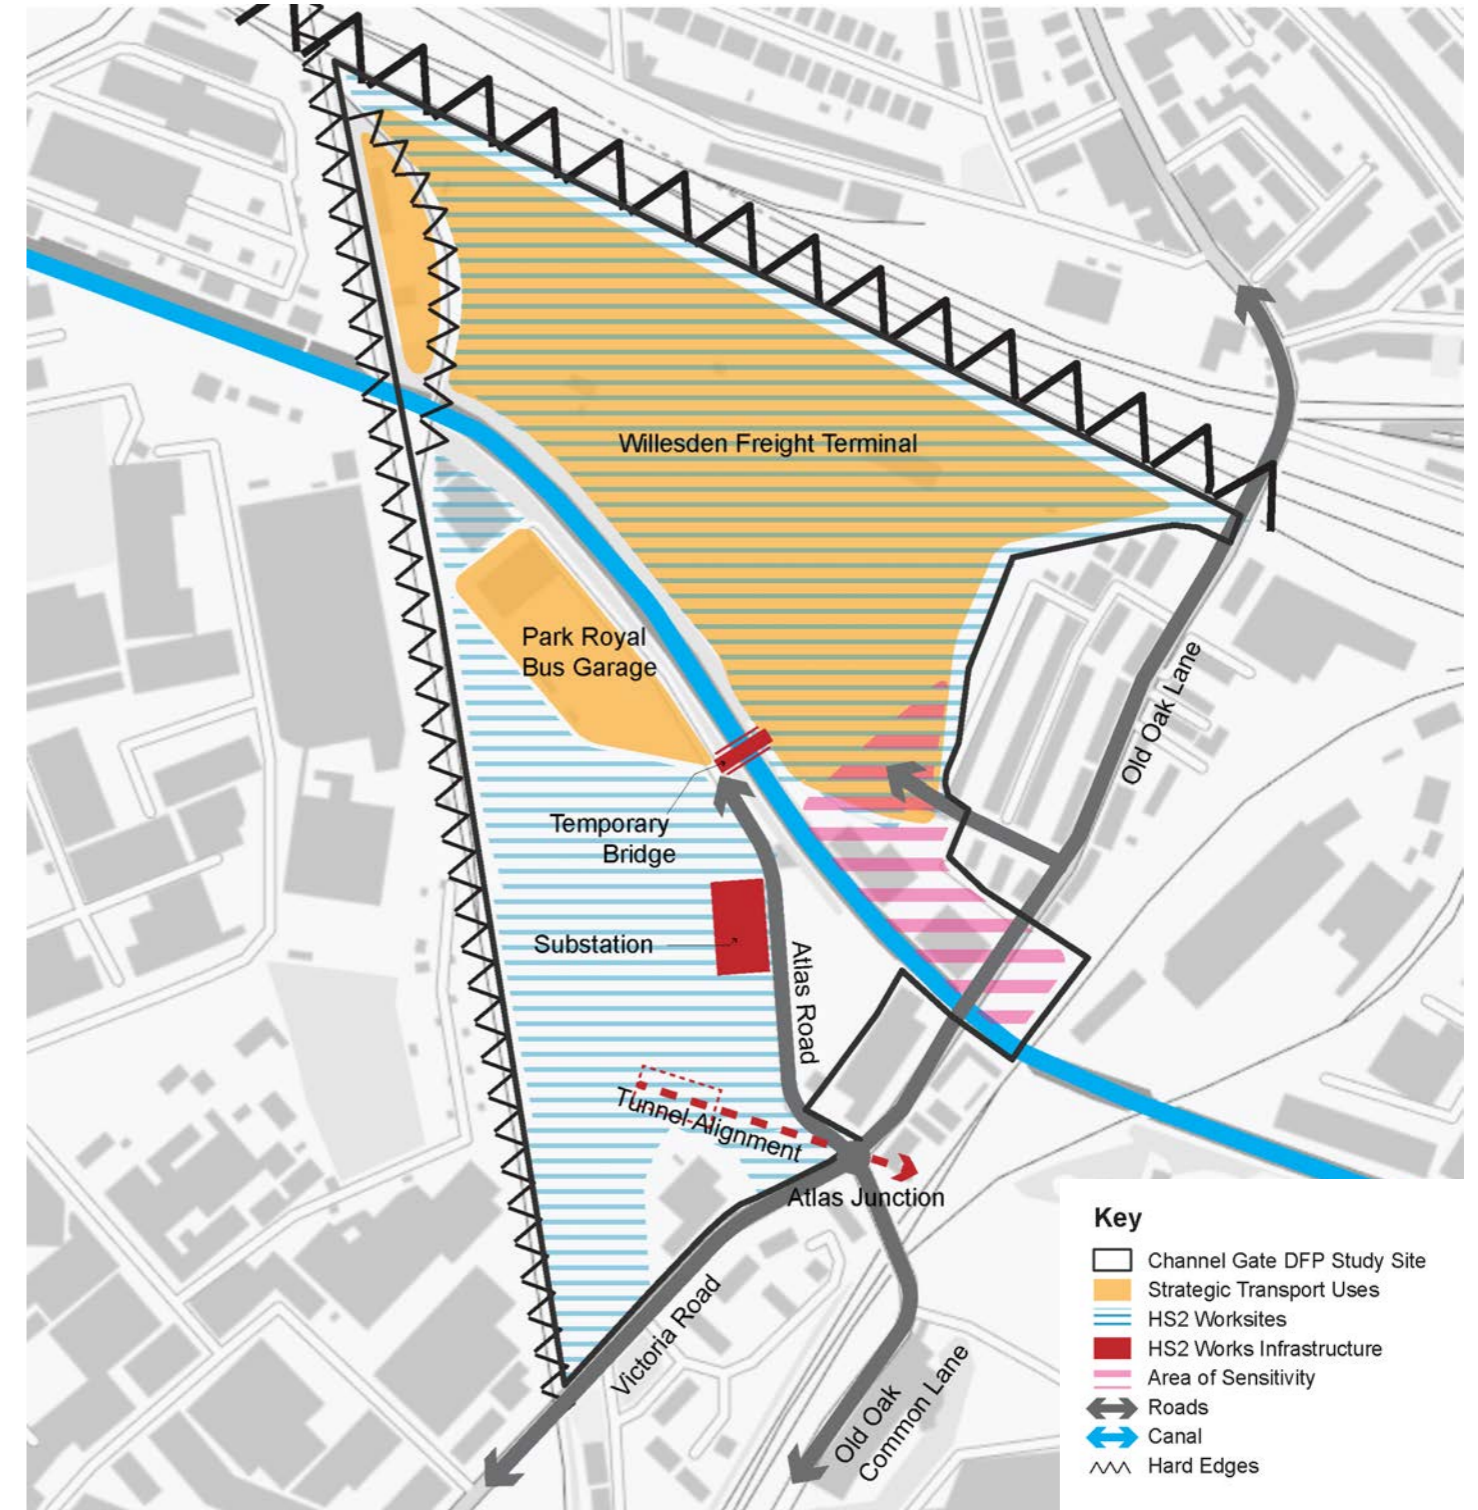 Willesden Freight Terminal
Park Royal
Bus Garage
Old Oak Lane
Temporary
Bridge
Substation
Atlas Road
Tunnel Alignment
Atlas Junction
Victoria Road
Old Oak
Common Lane
Key
Channel Gate DFP Study Site
Strategic Transport Uses
HS2 Worksites
HS2 Works Infrastructure
Area of Sensitivity
Roads
Canal
Hard Edges